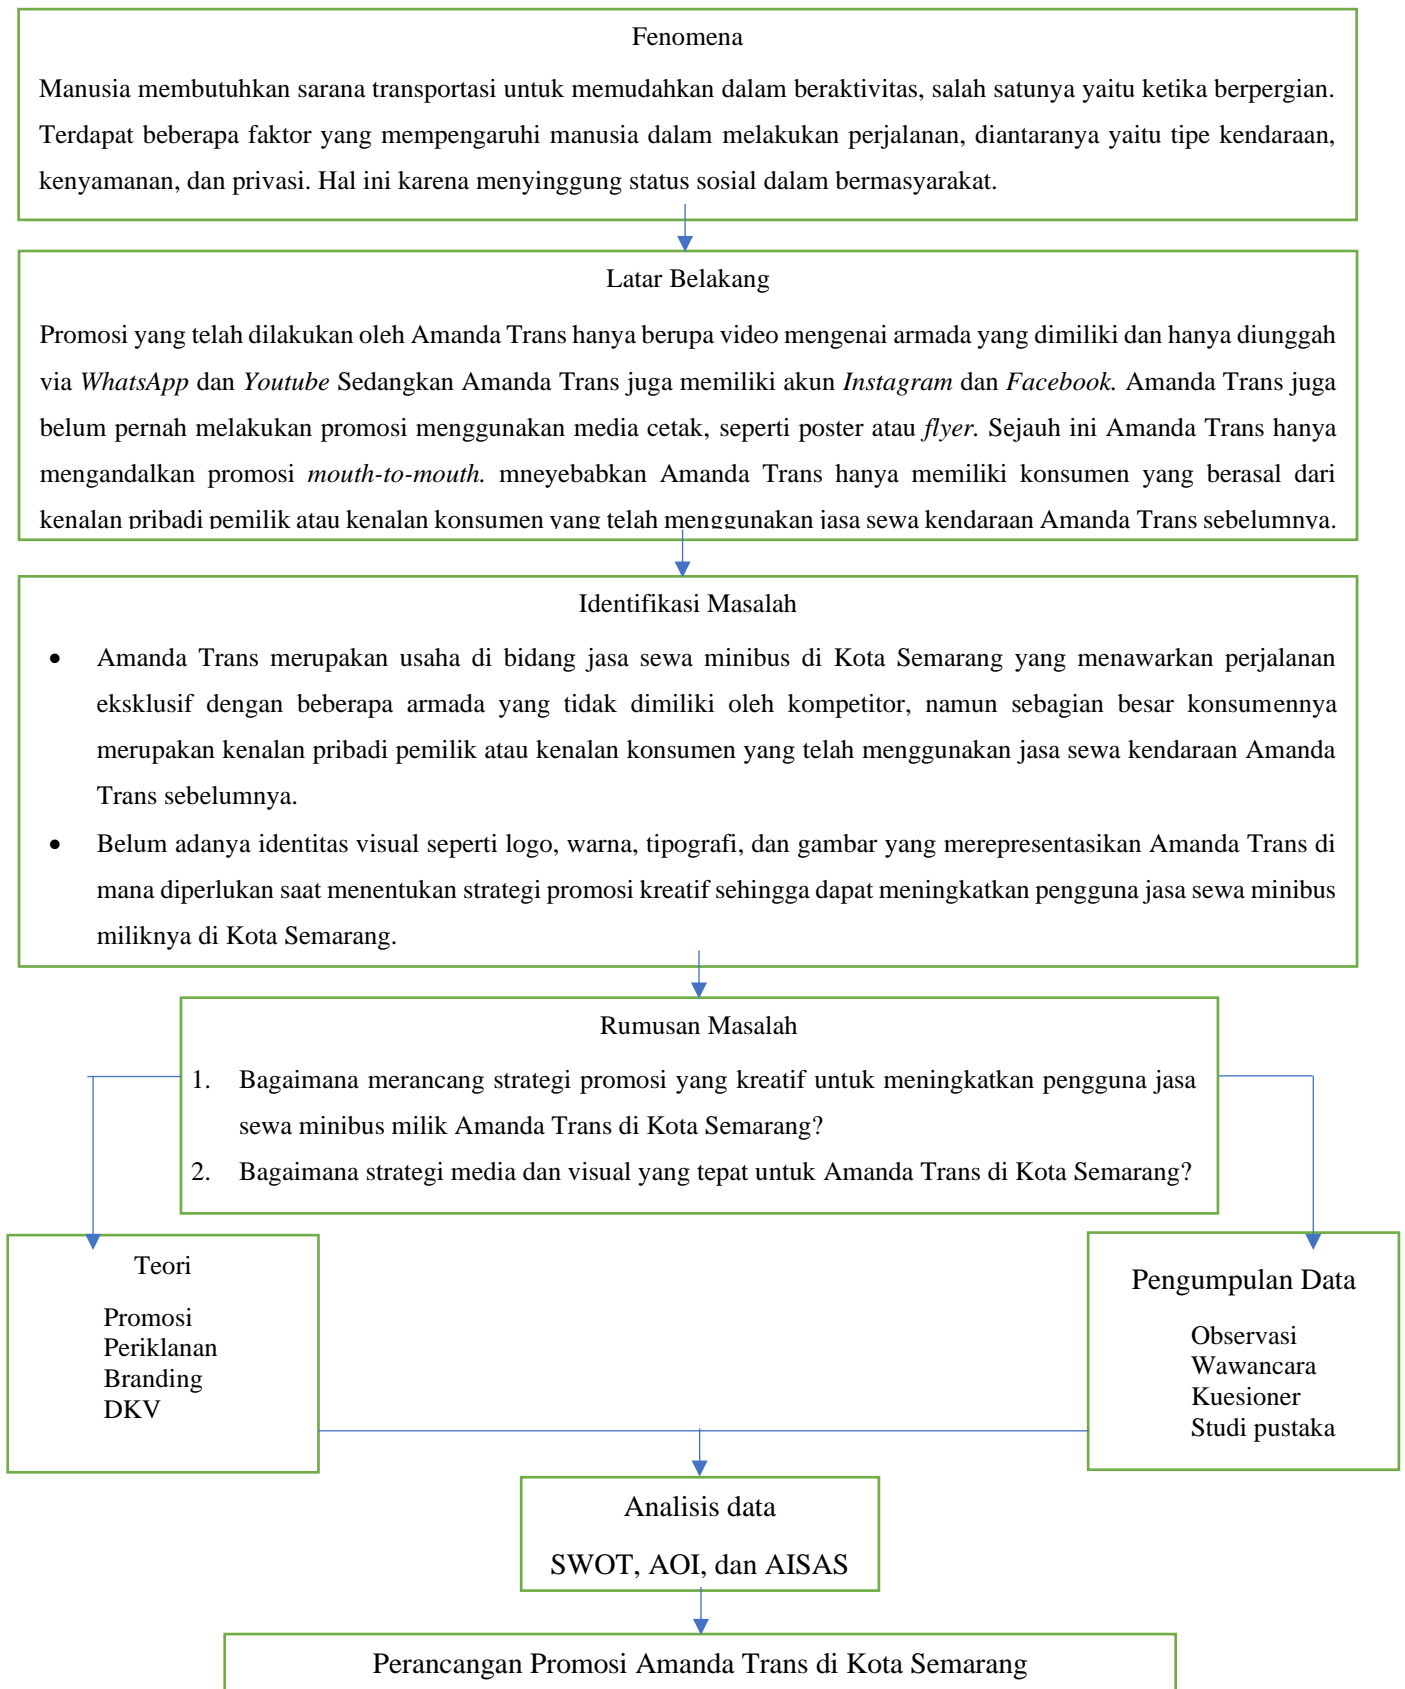 Fenomena
Manusia membutuhkan sarana transportasi untuk memudahkan dalam beraktivitas, salah satunya yaitu ketika berpergian.
Terdapat beberapa faktor yang mempengaruhi manusia dalam melakukan perjalanan, diantaranya yaitu tipe kendaraan,
kenyamanan, dan privasi. Hal ini karena menyinggung status sosial dalam bermasyarakat.
Latar Belakang
Promosi yang telah dilakukan oleh Amanda Trans hanya berupa video mengenai armada yang dimiliki dan hanya diunggah
via WhatsApp dan Youtube Sedangkan Amanda Trans juga memiliki akun Instagram dan Facebook. Amanda Trans juga
belum pernah melakukan promosi menggunakan media cetak, seperti poster atau flyer. Sejauh ini Amanda Trans hanya
mengandalkan promosi mouth-to-mouth. mneyebabkan Amanda Trans hanya memiliki konsumen yang berasal dari
kenalan pribadi pemilik atau kenalan konsumen yang telah menggunakan jasa sewa kendaraan Amanda Trans sebelumnya.
Identifikasi Masalah
• Amanda Trans merupakan usaha di bidang jasa sewa minibus di Kota Semarang yang menawarkan perjalanan
eksklusif dengan beberapa armada yang tidak dimiliki oleh kompetitor, namun sebagian besar konsumennya
merupakan kenalan pribadi pemilik atau kenalan konsumen yang telah menggunakan jasa sewa kendaraan Amanda
Trans sebelumnya.
• Belum adanya identitas visual seperti logo, warna, tipografi, dan gambar yang merepresentasikan Amanda Trans di
mana diperlukan saat menentukan strategi promosi kreatif sehingga dapat meningkatkan pengguna jasa sewa minibus
miliknya di Kota Semarang.
Rumusan Masalah
1. Bagaimana merancang strategi promosi yang kreatif untuk meningkatkan pengguna jasa
sewa minibus milik Amanda Trans di Kota Semarang?
2. Bagaimana strategi media dan visual yang tepat untuk Amanda Trans di Kota Semarang?
Teori
Promosi
Periklanan
Branding
DKV
Pengumpulan Data
Observasi
Wawancara
Kuesioner
Studi pustaka
Analisis data
SWOT, AOI, dan AISAS
Perancangan Promosi Amanda Trans di Kota Semarang